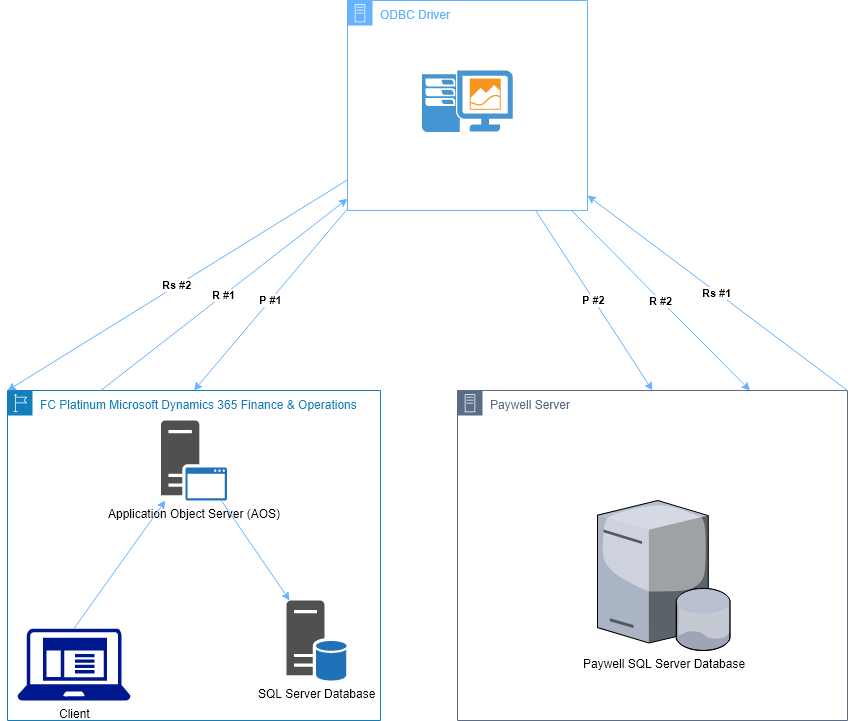 ODBC Driver
Rs #2
R #1
P #1
P #2
R #2
Rs #1
FC Platinum Microsoft Dynamics 365 Finance & Operations
Paywell Server
Application Object Server (AOS)
Paywell SQL Server Database
SQL Server Database
Client